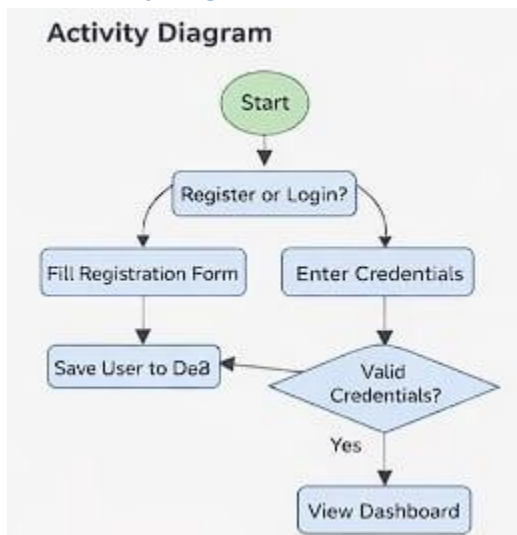 Activity Diagram
Start
Register or Login?
Fill Registration Form
Enter Credentials
Save User to Dea
Valid
Credentials?
Yes
View Dashboard